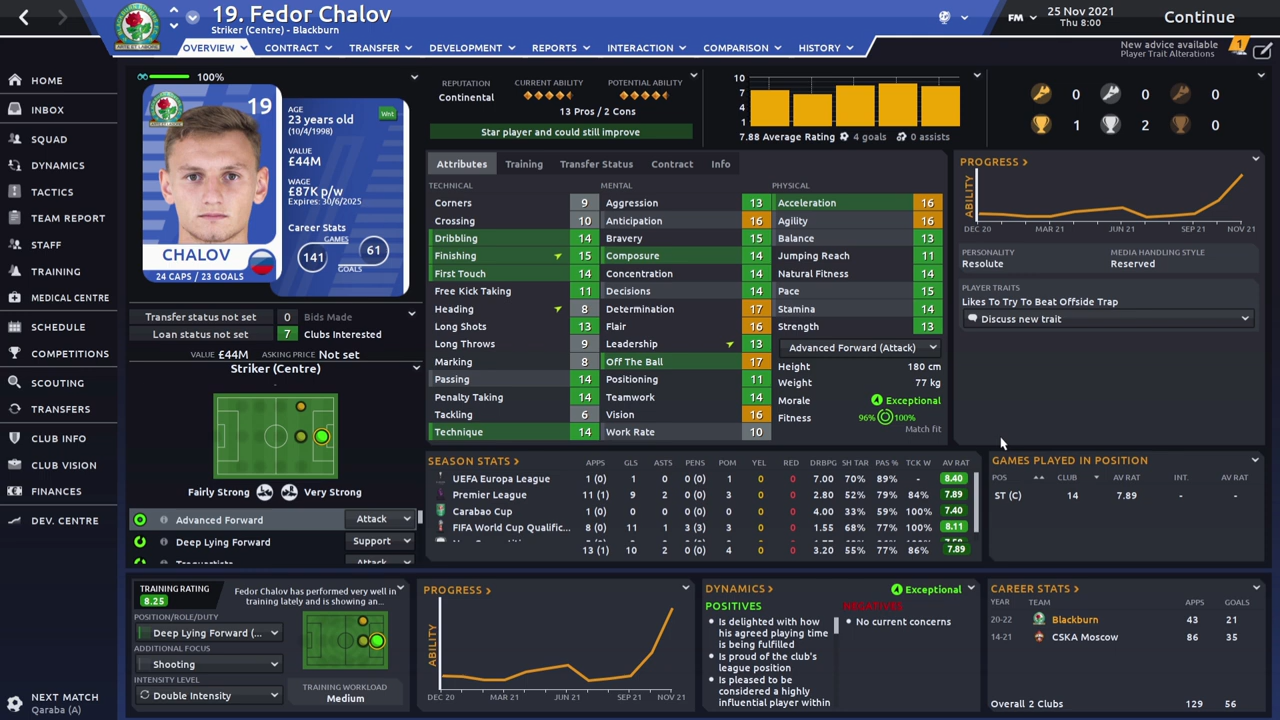 19. Fedor Chalov
Striker (Centre) - Blackburn
FM
25 Nov 2021
Thu 8:00
Continue
OVERVIEW
CONTRACT
TRANSFER
DEVELOPMENT
REPORTS
INTERACTION
COMPARISON
HISTORY
New advice available
Player Trait Alterations
1
HOME
INBOX
SQUAD
DYNAMICS
TACTICS
TEAM REPORT
STAFF
TRAINING
MEDICAL CENTRE
SCHEDULE
COMPETITIONS
SCOUTING
TRANSFERS
CLUB INFO
CLUB VISION
FINANCES
DEV. CENTRE
NEXT MATCH
Qaraba (A)
100%
19
CHALOV
24 CAPS / 23 GOALS
AGE
23 years old
(10/4/1998)
Wnt
VALUE
£44M
WAGE
£87K p/w
Expires: 30/6/2025
Career Stats
GAMES
141
61
GOALS
Transfer status not set
0 Bids Made
Loan status not set
7 Clubs Interested
VALUE £44M ASKING PRICE Not set
Striker (Centre)
-
Fairly Strong
Very Strong
Advanced Forward Attack
Deep Lying Forward Support
REPUTATION
Continental
CURRENT ABILITY
POTENTIAL ABILITY
13 Pros / 2 Cons
Star player and could still improve
10
7
4
1
7.88 Average Rating 4 goals 0 assists
0 0 0
1 2 0
Attributes Training Transfer Status Contract Info
TECHNICAL MENTAL PHYSICAL
Corners 9 Aggression 13 Acceleration 16
Crossing 10 Anticipation 16 Agility 16
Dribbling 14 Bravery 15 Balance 13
Finishing 15 Composure 14 Jumping Reach 11
First Touch 14 Concentration 14 Natural Fitness 14
Free Kick Taking 11 Decisions 14 Pace 15
Heading 8 Determination 17 Stamina 14
Long Shots 13 Flair 16 Strength 13
Long Throws 9 Leadership 13 Advanced Forward (Attack)
Marking 8 Off The Ball 17 Height 180 cm
Passing 14 Positioning 11 Weight 77 kg
Penalty Taking 14 Teamwork 14 Morale Exceptional
Tackling 6 Vision 16 Fitness 96% 100%
Technique 14 Work Rate 10 Match fit
PROGRESS >
ABILITY
DEC 20 MAR 21 JUN 21 SEP 21 NOV 21
PERSONALITY
Resolute
MEDIA HANDLING STYLE
Reserved
PLAYER TRAITS
Likes To Try To Beat Offside Trap
Discuss new trait
SEASON STATS > APPS GLS ASTS PENS POM YEL RED DRBPG SH TAR PAS % TCK W AV RAT
UEFA Europa League 1 (0) 1 0 0 (0) 1 0 0 7.00 70% 89% - 8.40
Premier League 11 (1) 9 2 0 (0) 3 0 0 2.80 52% 79% 84% 7.89
Carabao Cup 1 (0) 0 0 0 (0) 0 0 0 4.00 33% 59% 100% 7.40
FIFA World Cup Qualific... 8 (0) 11 1 3 (3) 3 0 0 1.55 68% 77% 100% 8.11
13 (1) 10 2 0 (0) 4 0 0 3.20 55% 77% 86% 7.89
GAMES PLAYED IN POSITION
POS CLUB AV RAT INT. AV RAT
ST (C) 14 7.89 - -
TRAINING RATING
8.25
Fedor Chalov has performed very well in
training lately and is showing an...
POSITION/ROLE/DUTY
Deep Lying Forward (...
ADDITIONAL FOCUS
Shooting
INTENSITY LEVEL
Double Intensity
TRAINING WORKLOAD
Medium
PROGRESS >
ABILITY
DEC 20 MAR 21 JUN 21 SEP 21 NOV 21
DYNAMICS >
Exceptional
POSITIVES
• Is delighted with how
his agreed playing time
is being fulfilled
• Is proud of the club's
league position
• Is pleased to be
considered a highly
influential player within
NEGATIVES
• No current concerns
CAREER STATS >
YEAR TEAM APPS GOALS
20-22 Blackburn 43 21
14-21 CSKA Moscow 86 35
Overall 2 Clubs 129 56